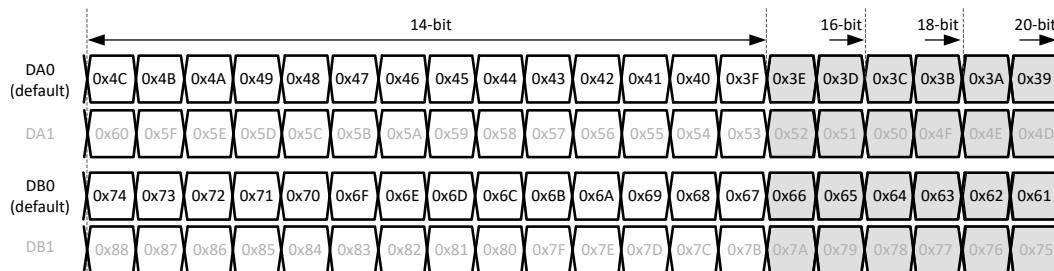 14-bit 16-bit 18-bit 20-bit
DA0
(default)
0x4C 0x4B 0x4A 0x49 0x48 0x47 0x46 0x45 0x44 0x43 0x42 0x41 0x40 0x3F 0x3E 0x3D 0x3C 0x3B 0x3A 0x39
DA1 0x60 0x5F 0x5E 0x5D 0x5C 0x5B 0x5A 0x59 0x58 0x57 0x56 0x55 0x54 0x53 0x52 0x51 0x50 0x4F 0x4E 0x4D
DB0
(default)
0x74 0x73 0x72 0x71 0x70 0x6F 0x6E 0x6D 0x6C 0x6B 0x6A 0x69 0x68 0x67 0x66 0x65 0x64 0x63 0x62 0x61
DB1 0x88 0x87 0x86 0x85 0x84 0x83 0x82 0x81 0x80 0x7F 0x7E 0x7D 0x7C 0x7B 0x7A 0x79 0x78 0x77 0x76 0x75